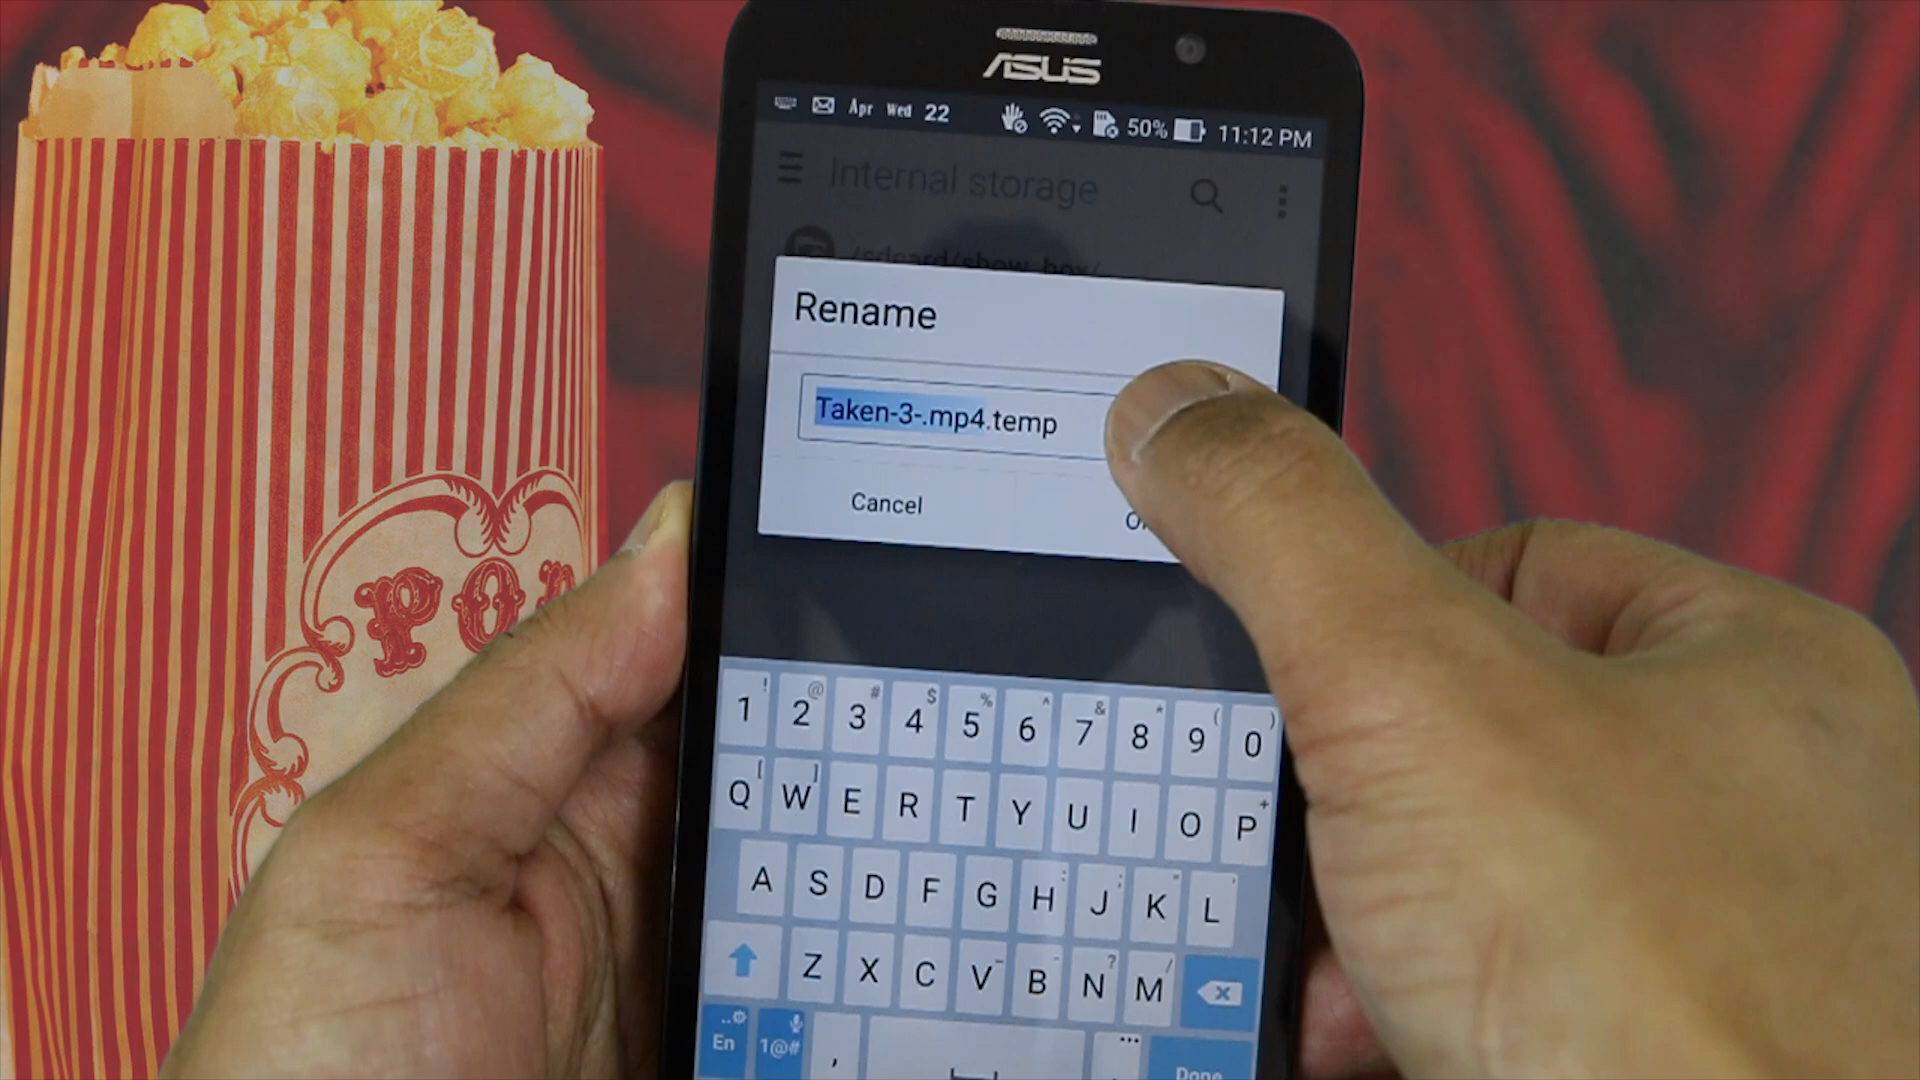 ASUS
Apr Wed 22 50% 11:12 PM
Internal storage
/sdcard/show_box/
Rename
Taken-3-.mp4.temp
Cancel
POP
! @ # $ % ^ & * ( )
1 2 3 4 5 6 7 8 9 0
[ ] +
Q W E R T Y U I O P
A S D F G H J K L
Z X C V B N M
En 1@# , Done